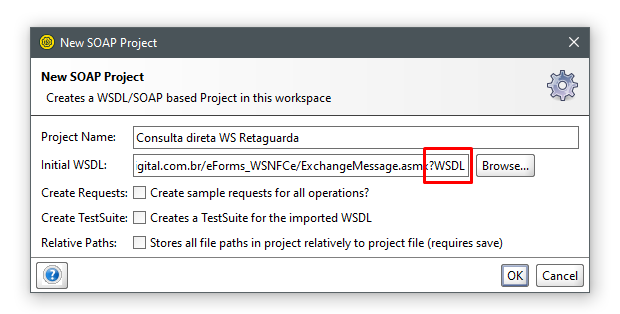 New SOAP Project
New SOAP Project
Creates a WSDL/SOAP based Project in this workspace
Project Name: Consulta direta WS Retaguarda
Initial WSDL: igital.com.br/eForms_WSNFCe/ExchangeMessage.asmx?WSDL Browse...
Create Requests: Create sample requests for all operations?
Create TestSuite: Creates a TestSuite for the imported WSDL
Relative Paths: Stores all file paths in project relatively to project file (requires save)
? OK Cancel